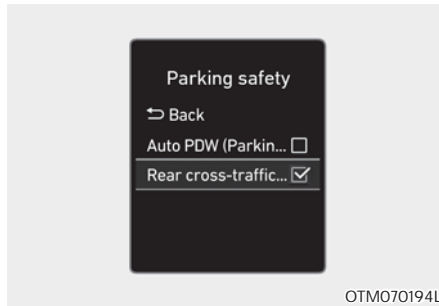 Parking safety
⮌ Back
Auto PDW (Parkin...
Rear cross-traffic...
OTM070194L